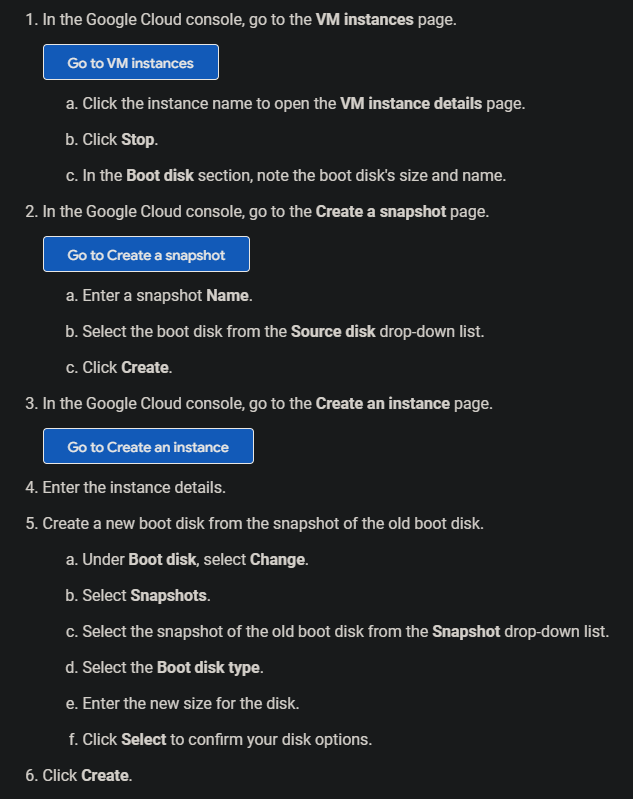 1. In the Google Cloud console, go to the VM instances page.
Go to VM instances
a. Click the instance name to open the VM instance details page.
b. Click Stop.
c. In the Boot disk section, note the boot disk's size and name.
2. In the Google Cloud console, go to the Create a snapshot page.
Go to Create a snapshot
a. Enter a snapshot Name.
b. Select the boot disk from the Source disk drop-down list.
c. Click Create.
3. In the Google Cloud console, go to the Create an instance page.
Go to Create an instance
4. Enter the instance details.
5. Create a new boot disk from the snapshot of the old boot disk.
a. Under Boot disk, select Change.
b. Select Snapshots.
c. Select the snapshot of the old boot disk from the Snapshot drop-down list.
d. Select the Boot disk type.
e. Enter the new size for the disk.
f. Click Select to confirm your disk options.
6. Click Create.